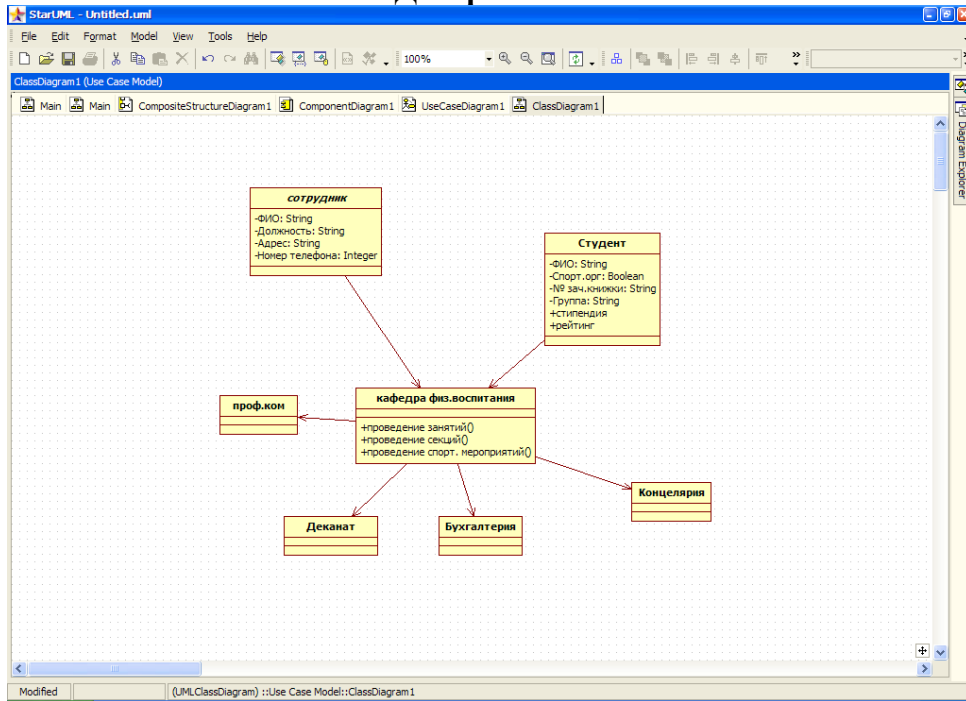 StarUML - Untitled.uml
File Edit Format Model View Tools Help
100%
ClassDiagram1 (Use Case Model)
Main Main CompositeStructureDiagram1 ComponentDiagram1 UseCaseDiagram1 ClassDiagram1
Diagram Explorer
сотрудник
-ФИО: String
-Должность: String
-Адрес: String
-Номер телефона: Integer
Студент
-ФИО: String
-Спорт.орг: Boolean
-№ зач.книжки: String
-Группа: String
+стипендия
+рейтинг
кафедра физ.воспитания
+проведение занятий()
+проведение секций()
+проведение спорт. мероприятий()
проф.ком
Концелярия
Деканат
Бухгалтерия
Modified (UMLClassDiagram) ::Use Case Model::ClassDiagram1